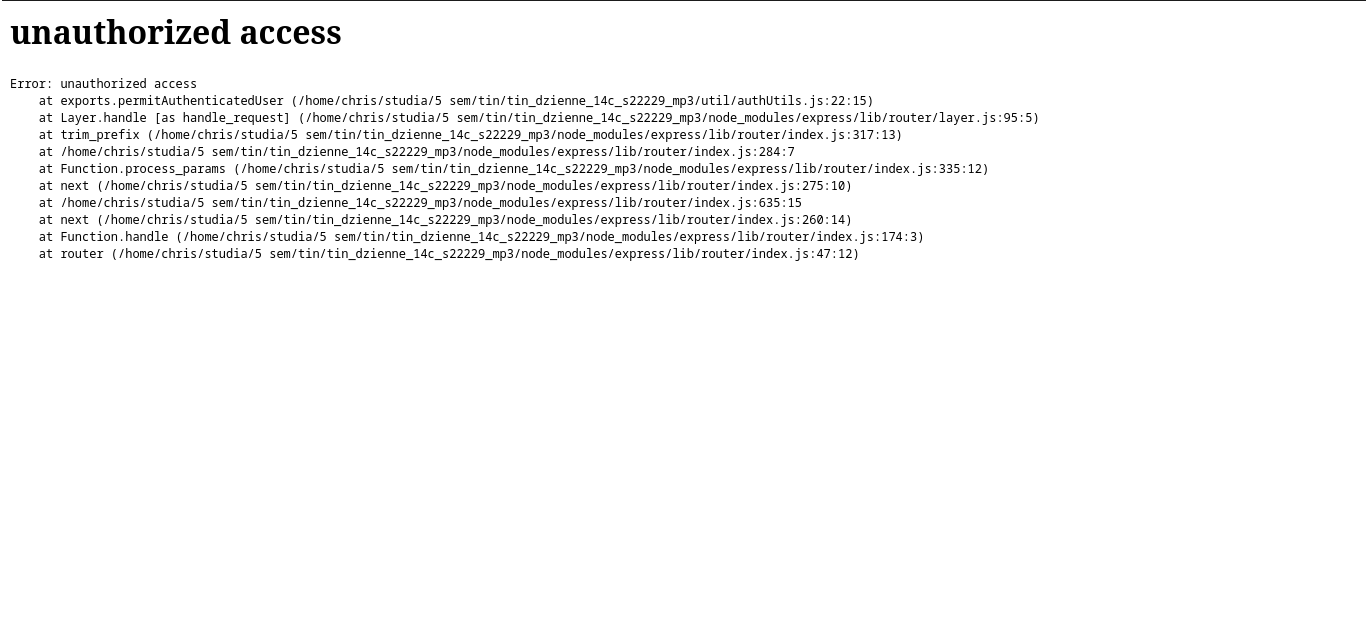 unauthorized access
Error: unauthorized access
    at exports.permitAuthenticatedUser (/home/chris/studia/5 sem/tin/tin_dzienne_14c_s22229_mp3/util/authUtils.js:22:15)
    at Layer.handle [as handle_request] (/home/chris/studia/5 sem/tin/tin_dzienne_14c_s22229_mp3/node_modules/express/lib/router/layer.js:95:5)
    at trim_prefix (/home/chris/studia/5 sem/tin/tin_dzienne_14c_s22229_mp3/node_modules/express/lib/router/index.js:317:13)
    at /home/chris/studia/5 sem/tin/tin_dzienne_14c_s22229_mp3/node_modules/express/lib/router/index.js:284:7
    at Function.process_params (/home/chris/studia/5 sem/tin/tin_dzienne_14c_s22229_mp3/node_modules/express/lib/router/index.js:335:12)
    at next (/home/chris/studia/5 sem/tin/tin_dzienne_14c_s22229_mp3/node_modules/express/lib/router/index.js:275:10)
    at /home/chris/studia/5 sem/tin/tin_dzienne_14c_s22229_mp3/node_modules/express/lib/router/index.js:635:15
    at next (/home/chris/studia/5 sem/tin/tin_dzienne_14c_s22229_mp3/node_modules/express/lib/router/index.js:260:14)
    at Function.handle (/home/chris/studia/5 sem/tin/tin_dzienne_14c_s22229_mp3/node_modules/express/lib/router/index.js:174:3)
    at router (/home/chris/studia/5 sem/tin/tin_dzienne_14c_s22229_mp3/node_modules/express/lib/router/index.js:47:12)